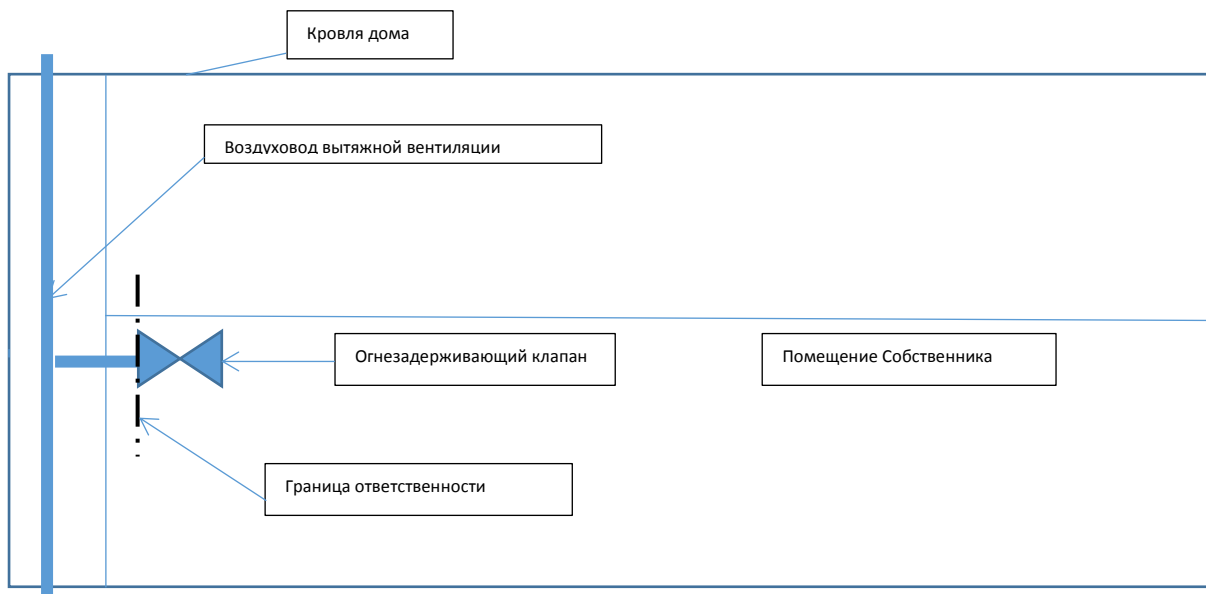 Кровля дома
Воздуховод вытяжной вентиляции
Огнезадерживающий клапан
Помещение Собственника
Граница ответственности